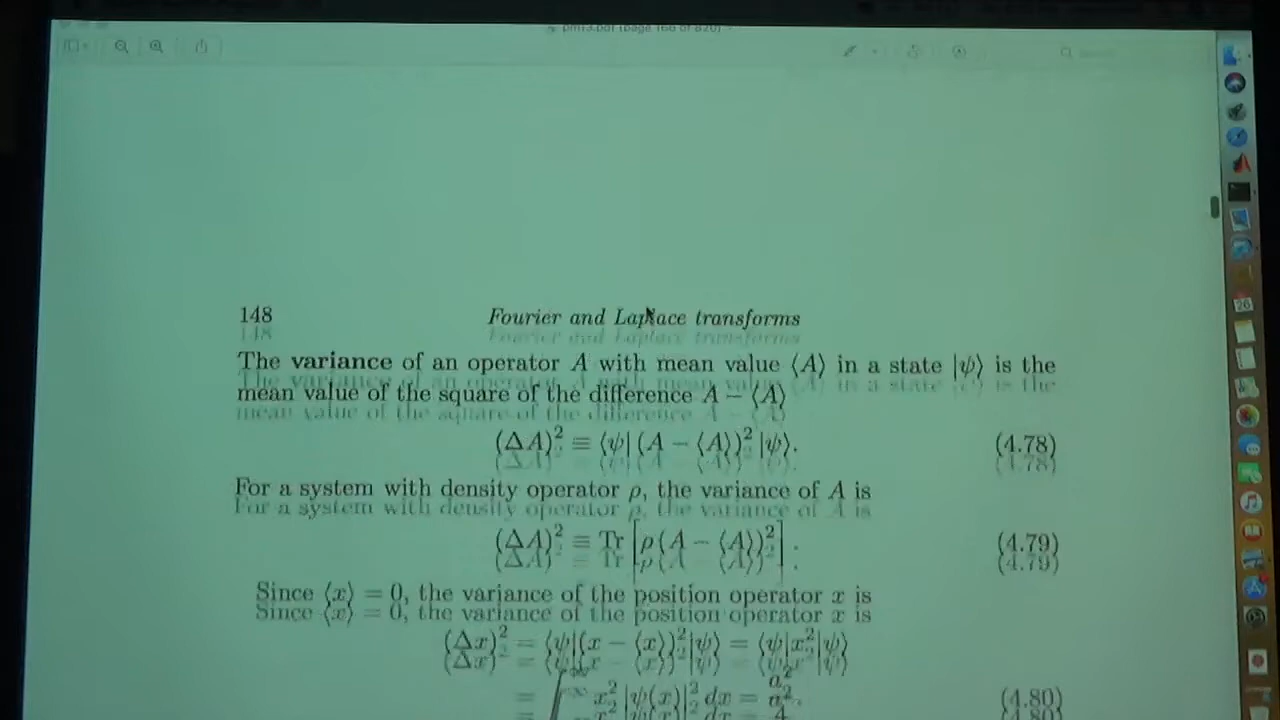 148 Fourier and Laplace transforms
The variance of an operator A with mean value ⟨A⟩ in a state |ψ⟩ is the
mean value of the square of the difference A − ⟨A⟩
(ΔA)² ≡ ⟨ψ| (A − ⟨A⟩)² |ψ⟩. (4.78)
For a system with density operator ρ, the variance of A is
(ΔA)² ≡ Tr [ρ (A − ⟨A⟩)²] . (4.79)
Since ⟨x⟩ = 0, the variance of the position operator x is
(Δx)² = ⟨ψ|(x − ⟨x⟩)²|ψ⟩ = ⟨ψ|x²|ψ⟩
= ∫ x² |ψ(x)|² dx = (4.80)